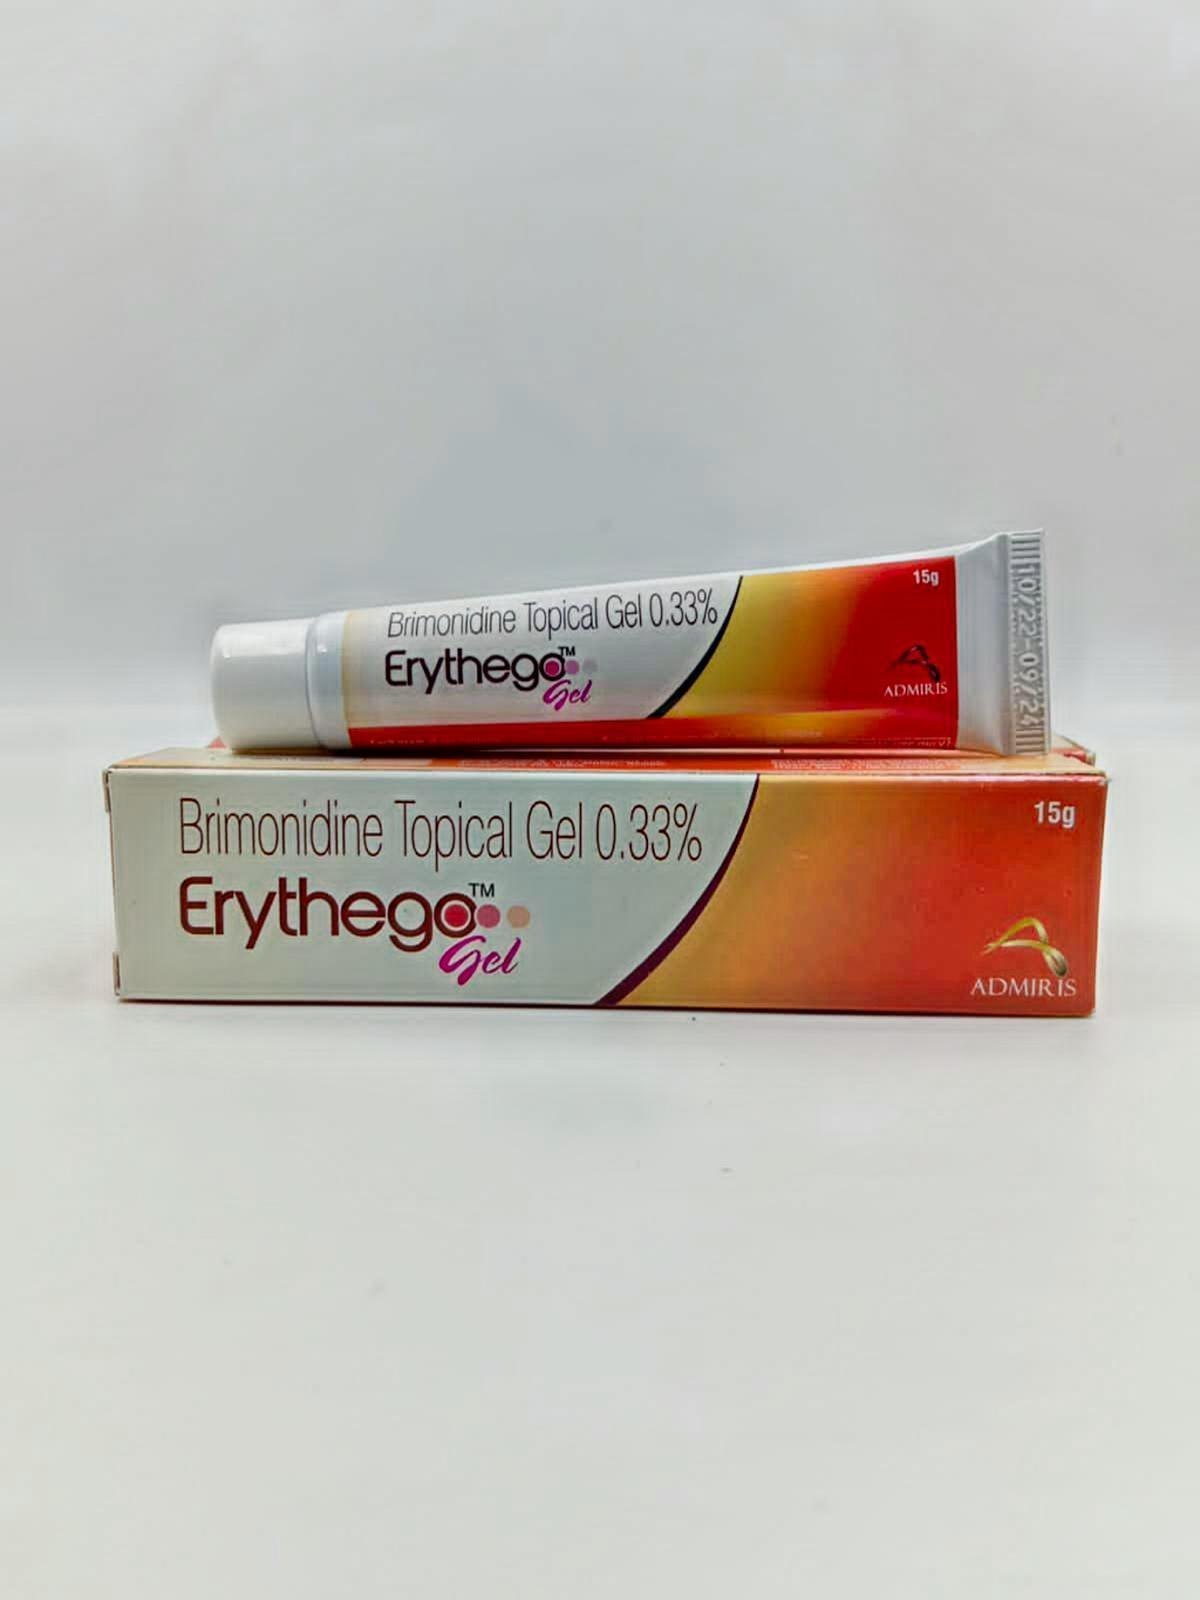 Brimonidine Topical Gel 0.33%
Erythego™
Gel
15g
ADMIRIS
10/22 09/24
Brimonidine Topical Gel 0.33%
Erythego™
Gel
15g
ADMIRIS